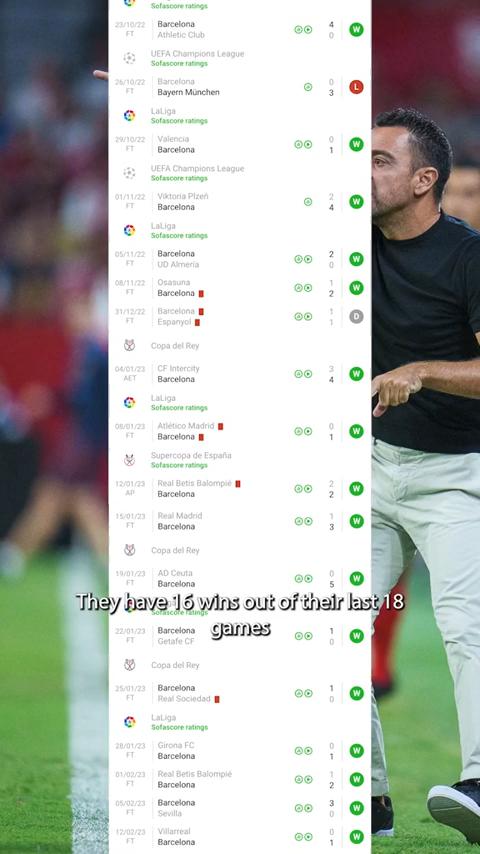 Sofascore ratings
23/10/22 Barcelona 4
FT Athletic Club 0 W
UEFA Champions League
Sofascore ratings
26/10/22 Barcelona 0
FT Bayern München 3 L
LaLiga
Sofascore ratings
29/10/22 Valencia 0
FT Barcelona 1 W
UEFA Champions League
Sofascore ratings
01/11/22 Viktoria Plzeň 2
FT Barcelona 4 W
LaLiga
Sofascore ratings
05/11/22 Barcelona 2
FT UD Almería 0 W
08/11/22 Osasuna 1
FT Barcelona 2 W
31/12/22 Barcelona 1
FT Espanyol 1 D
Copa del Rey
04/01/23 CF Intercity 3
AET Barcelona 4 W
LaLiga
Sofascore ratings
08/01/23 Atlético Madrid 0
FT Barcelona 1 W
Supercopa de España
Sofascore ratings
12/01/23 Real Betis Balompié 2
AP Barcelona 2 W
15/01/23 Real Madrid 1
FT Barcelona 3 W
Copa del Rey
19/01/23 AD Ceuta 0
FT Barcelona 5 W
They have 16 wins out of their last 18
games
Sofascore ratings
22/01/23 Barcelona 1
FT Getafe CF 0 W
Copa del Rey
25/01/23 Barcelona 1
FT Real Sociedad 0 W
LaLiga
Sofascore ratings
28/01/23 Girona FC 0
FT Barcelona 1 W
01/02/23 Real Betis Balompié 1
FT Barcelona 2 W
05/02/23 Barcelona 3
FT Sevilla 0 W
12/02/23 Villarreal 0
FT Barcelona 1 W